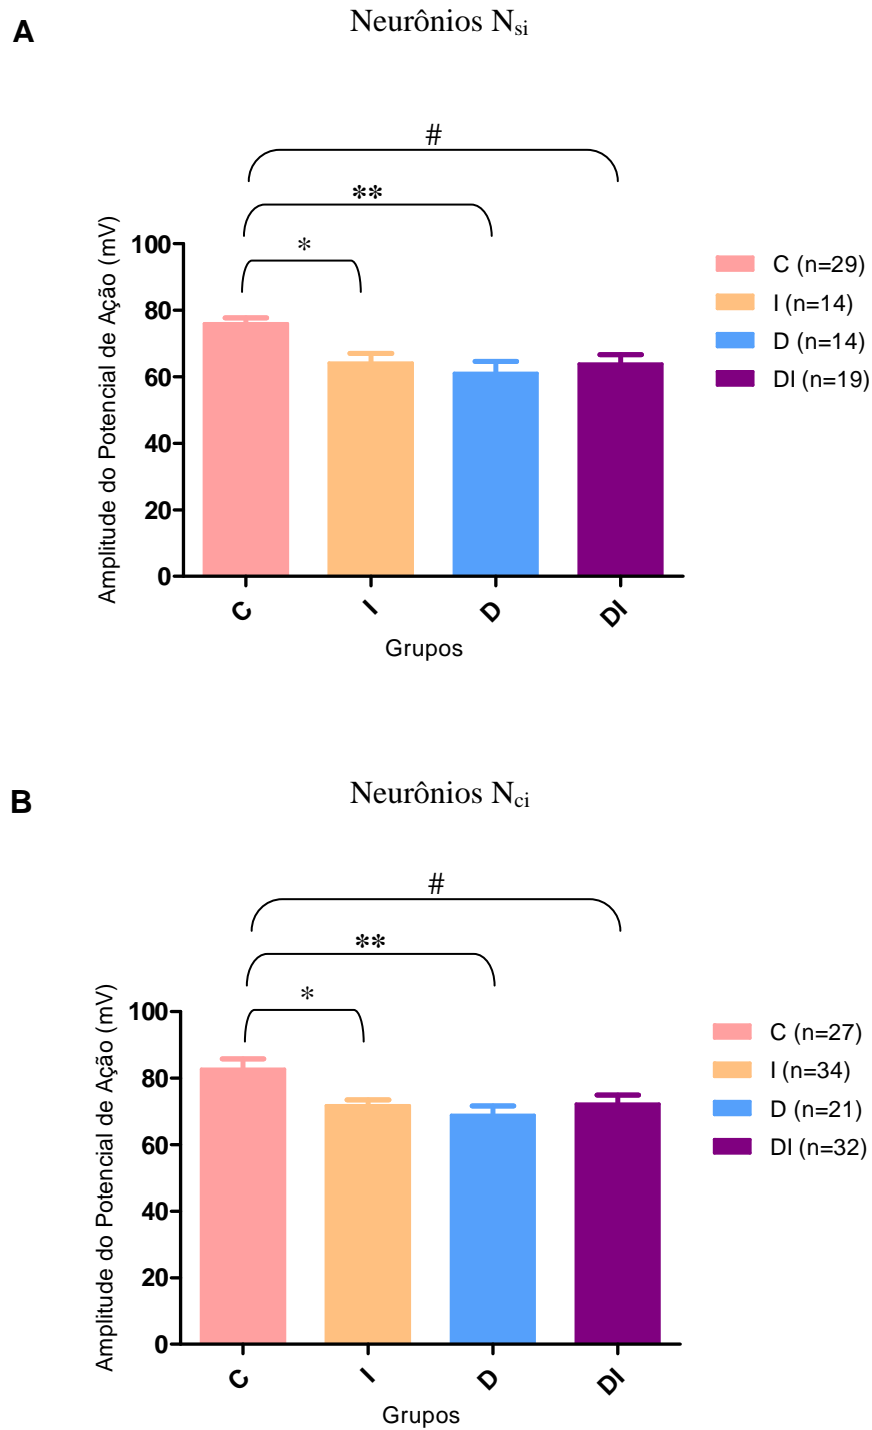 A
Neurônios Nsi
#
**
*
Amplitude do Potencial de Ação (mV)
100
80
60
40
20
0
C
I
D
DI
Grupos
C (n=29)
I (n=14)
D (n=14)
DI (n=19)
B
Neurônios Nci
#
**
*
Amplitude do Potencial de Ação (mV)
100
80
60
40
20
0
C
I
D
DI
Grupos
C (n=27)
I (n=34)
D (n=21)
DI (n=32)